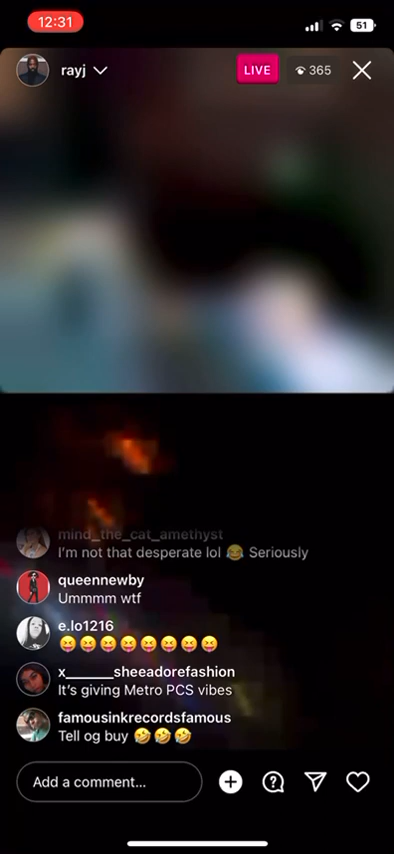 12:31
51
rayj
LIVE
365
mind_the_cat_amethyst
I'm not that desperate lol 😂 Seriously
queennewby
Ummmm wtf
e.lo1216
😝😝😝😝😝😝😝😝
x______sheeadorefashion
It's giving Metro PCS vibes
famousinkrecordsfamous
Tell og buy 🤣🤣🤣
Add a comment...